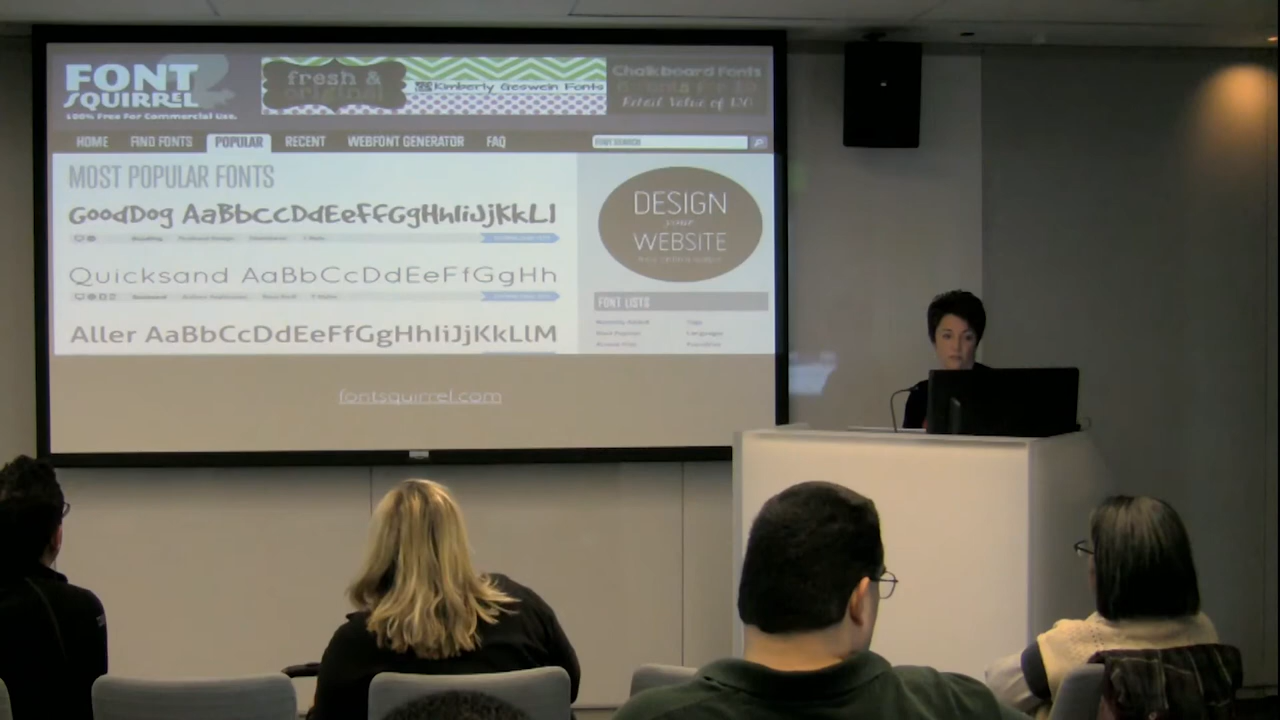 FONT
SQUIRREL
100% Free For Commercial Use.
fresh &
original
Kimberly Geswein Fonts
Chalkboard Fonts
Retail Value of
HOME FIND FONTS POPULAR RECENT WEBFONT GENERATOR FAQ
FONT SEARCH
MOST POPULAR FONTS
GoodDog AaBbCcDdEeFfGgHhIiJjKkLl
Quicksand AaBbCcDdEeFfGgHh
Aller AaBbCcDdEeFfGgHhIiJjKkLlM
DESIGN
WEBSITE
FONT LISTS
fontsquirrel.com